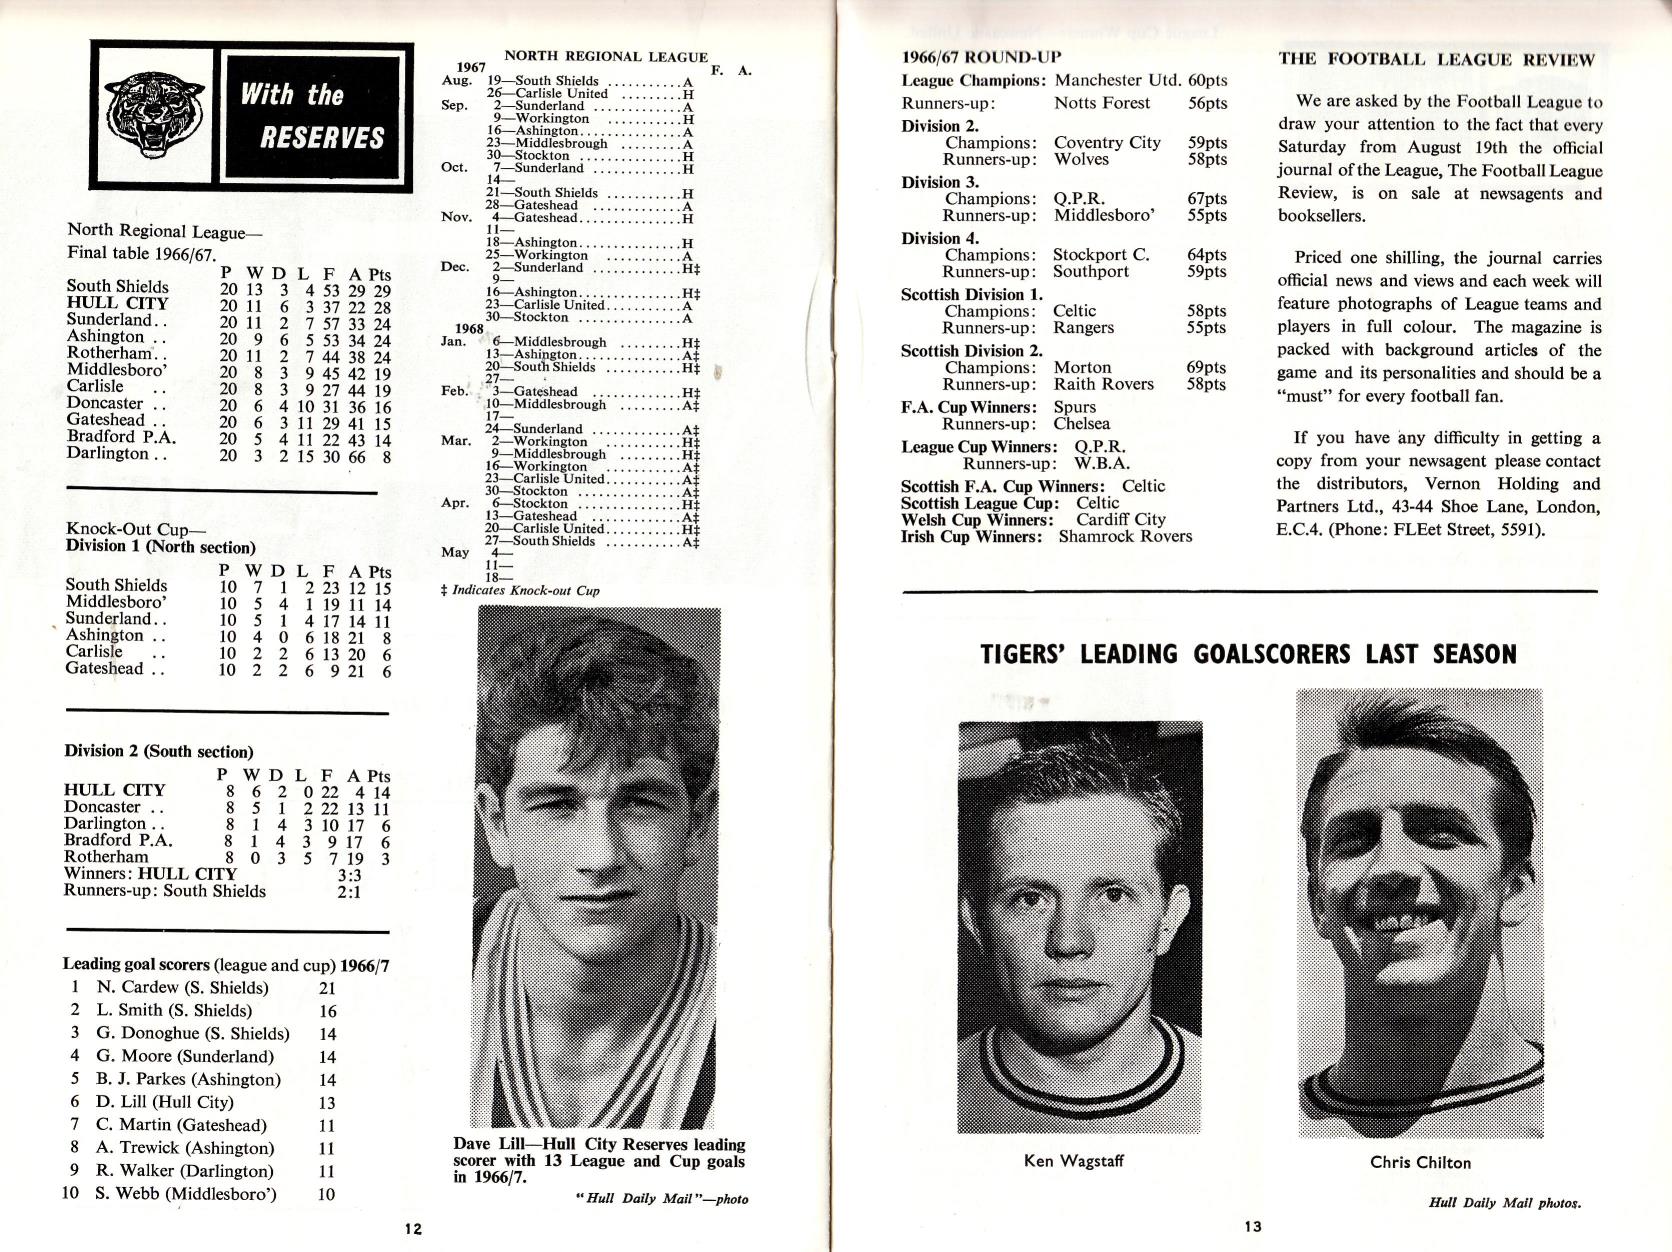 With the
RESERVES
North Regional League—
Final table 1966/67.
P W D L F A Pts
South Shields 20 13 3 4 53 29 29
HULL CITY 20 11 6 3 37 22 28
Sunderland.. 20 11 2 7 57 33 24
Ashington .. 20 9 6 5 53 34 24
Rotherham.. 20 11 2 7 44 38 24
Middlesboro' 20 8 3 9 45 42 19
Carlisle .. 20 8 3 9 27 44 19
Doncaster .. 20 6 4 10 31 36 16
Gateshead .. 20 6 3 11 29 41 15
Bradford P.A. 20 5 4 11 22 43 14
Darlington .. 20 3 2 15 30 66 8
Knock-Out Cup—
Division 1 (North section)
P W D L F A Pts
South Shields 10 7 1 2 23 12 15
Middlesboro' 10 5 4 1 19 11 14
Sunderland.. 10 5 1 4 17 14 11
Ashington .. 10 4 0 6 18 21 8
Carlisle .. 10 2 2 6 13 20 6
Gateshead .. 10 2 2 6 9 21 6
Division 2 (South section)
P W D L F A Pts
HULL CITY 8 6 2 0 22 4 14
Doncaster .. 8 5 1 2 22 13 11
Darlington .. 8 1 4 3 10 17 6
Bradford P.A. 8 1 4 3 9 17 6
Rotherham 8 0 3 5 7 19 3
Winners: HULL CITY 3:3
Runners-up: South Shields 2:1
Leading goal scorers (league and cup) 1966/7
1 N. Cardew (S. Shields) 21
2 L. Smith (S. Shields) 16
3 G. Donoghue (S. Shields) 14
4 G. Moore (Sunderland) 14
5 B. J. Parkes (Ashington) 14
6 D. Lill (Hull City) 13
7 C. Martin (Gateshead) 11
8 A. Trewick (Ashington) 11
9 R. Walker (Darlington) 11
10 S. Webb (Middlesboro') 10
NORTH REGIONAL LEAGUE
1967 F. A.
Aug. 19—South Shields ..........A
26—Carlisle United ..........H
Sep. 2—Sunderland ............A
9—Workington ..........H
16—Ashington..............A
23—Middlesbrough ........A
30—Stockton ..............H
Oct. 7—Sunderland ............H
14—
21—South Shields ..........H
28—Gateshead ............A
Nov. 4—Gateshead..............H
11—
18—Ashington..............H
25—Workington ..........A
Dec. 2—Sunderland ............H‡
9—
16—Ashington..............H‡
23—Carlisle United..........A
30—Stockton ..............A
1968
Jan. 6—Middlesbrough ........H‡
13—Ashington..............A‡
20—South Shields ..........H‡
27—
Feb. 3—Gateshead ............H‡
10—Middlesbrough ........A‡
17—
24—Sunderland ............A‡
Mar. 2—Workington ..........H‡
9—Middlesbrough ........H‡
16—Workington ..........A‡
23—Carlisle United..........A‡
30—Stockton ..............A‡
Apr. 6—Stockton ..............H‡
13—Gateshead ............A‡
20—Carlisle United..........H‡
27—South Shields ..........A‡
May 4—
11—
18—
‡ Indicates Knock-out Cup
Dave Lill—Hull City Reserves leading
scorer with 13 League and Cup goals
in 1966/7.
"Hull Daily Mail"—photo
12
1966/67 ROUND-UP
League Champions: Manchester Utd. 60pts
Runners-up: Notts Forest 56pts
Division 2.
Champions: Coventry City 59pts
Runners-up: Wolves 58pts
Division 3.
Champions: Q.P.R. 67pts
Runners-up: Middlesboro' 55pts
Division 4.
Champions: Stockport C. 64pts
Runners-up: Southport 59pts
Scottish Division 1.
Champions: Celtic 58pts
Runners-up: Rangers 55pts
Scottish Division 2.
Champions: Morton 69pts
Runners-up: Raith Rovers 58pts
F.A. Cup Winners: Spurs
Runners-up: Chelsea
League Cup Winners: Q.P.R.
Runners-up: W.B.A.
Scottish F.A. Cup Winners: Celtic
Scottish League Cup: Celtic
Welsh Cup Winners: Cardiff City
Irish Cup Winners: Shamrock Rovers
THE FOOTBALL LEAGUE REVIEW
We are asked by the Football League to
draw your attention to the fact that every
Saturday from August 19th the official
journal of the League, The Football League
Review, is on sale at newsagents and
booksellers.
Priced one shilling, the journal carries
official news and views and each week will
feature photographs of League teams and
players in full colour. The magazine is
packed with background articles of the
game and its personalities and should be a
"must" for every football fan.
If you have any difficulty in getting a
copy from your newsagent please contact
the distributors, Vernon Holding and
Partners Ltd., 43-44 Shoe Lane, London,
E.C.4. (Phone: FLEet Street, 5591).
TIGERS' LEADING GOALSCORERS LAST SEASON
Ken Wagstaff
Chris Chilton
Hull Daily Mail photos.
13